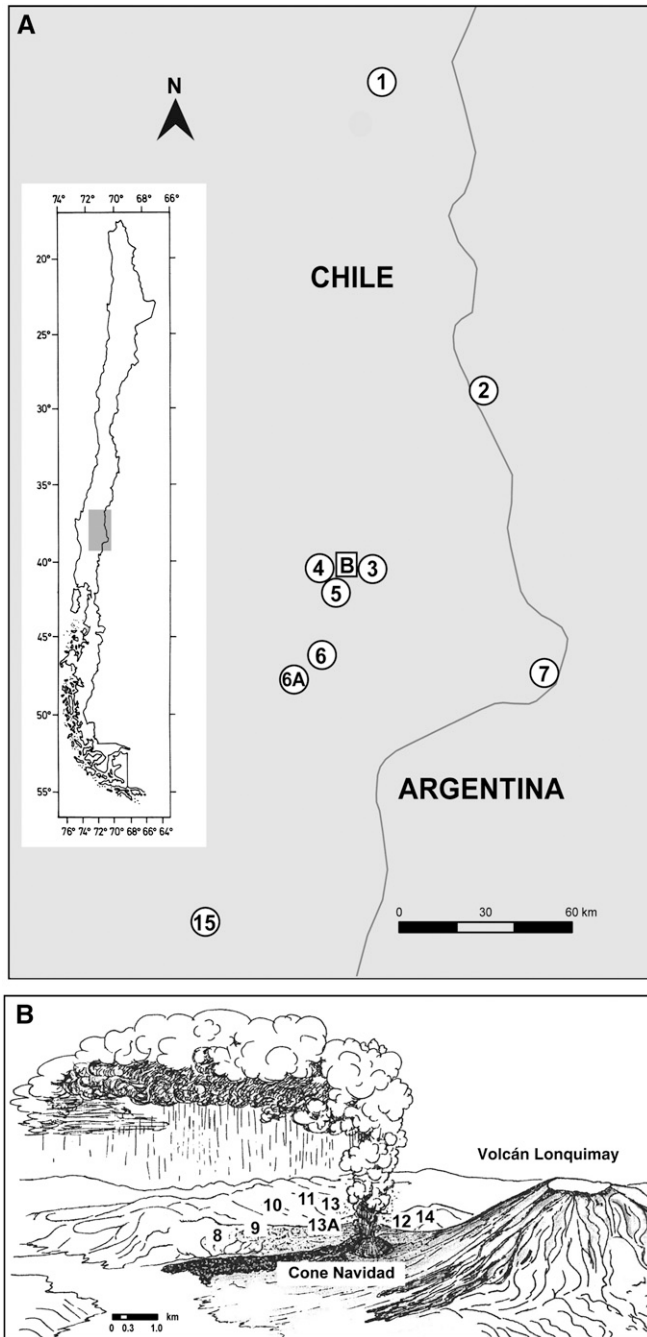 A
N
1
74° 70° 66°
76° 72° 68°
20°
25°
30°
35°
40°
45°
50°
55°
76° 74° 72° 70° 68° 66°
CHILE
2
4 B 3
5
6
6A
7
ARGENTINA
15
0 30 60 km
B
Volcán Lonquimay
10 11 13
8 9 13A 12 14
Cone Navidad
km
0 0.3 1.0